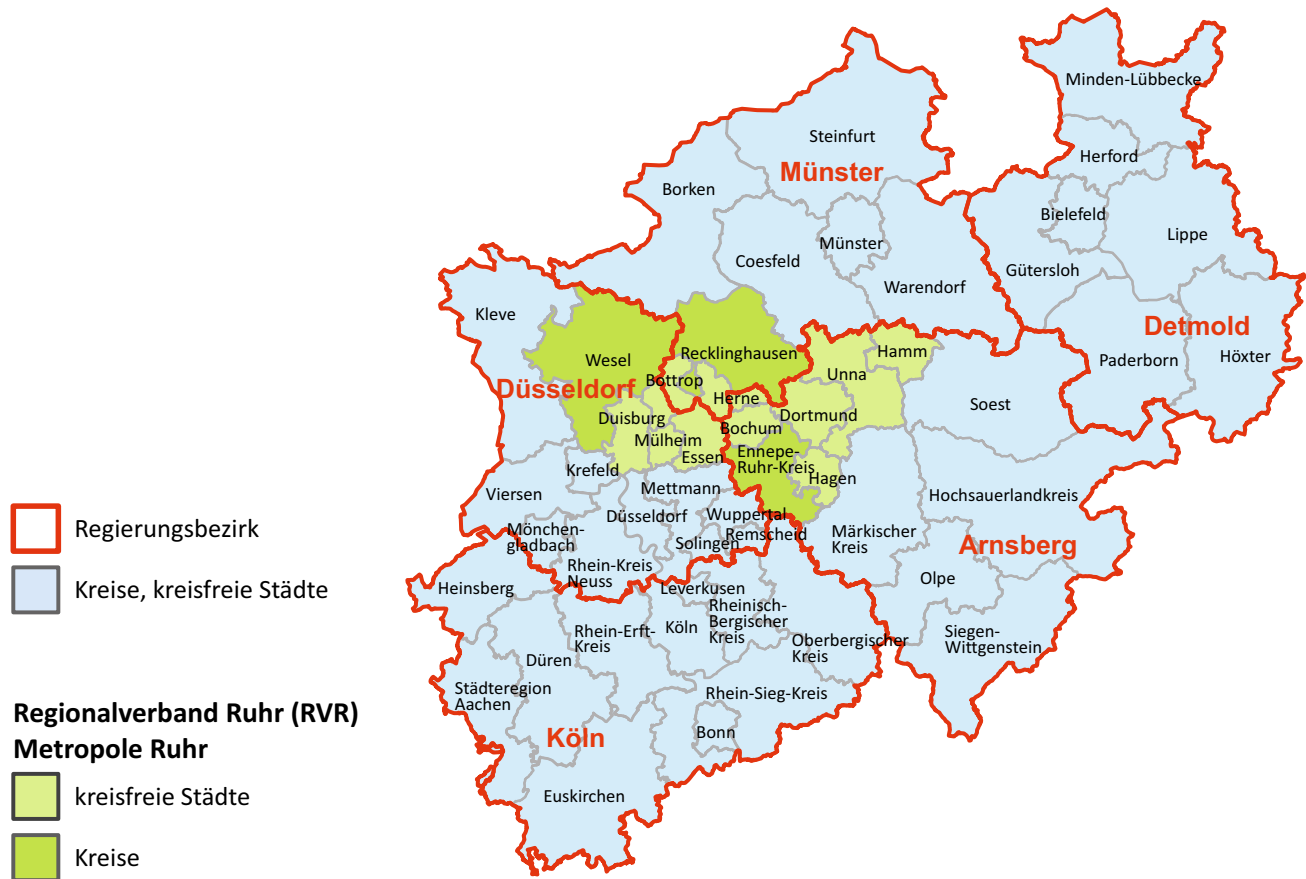 Minden-Lübbecke
Steinfurt
Herford
Münster
Borken
Bielefeld
Lippe
Münster
Coesfeld
Gütersloh
Warendorf
Kleve
Detmold
Hamm
Recklinghausen
Wesel
Paderborn
Höxter
Unna
Bottrop
Düsseldorf
Herne
Soest
Duisburg
Dortmund
Bochum
Mülheim
Essen
Ennepe-
Ruhr-Kreis
Krefeld
Hagen
Mettmann
Viersen
Hochsauerlandkreis
Düsseldorf
Wuppertal
Mönchen-
gladbach
Remscheid
Märkischer
Kreis
Solingen
Arnsberg
Rhein-Kreis
Neuss
Olpe
Heinsberg
Leverkusen
Rheinisch-
Bergischer
Kreis
Köln
Rhein-Erft-
Kreis
Oberbergischer
Kreis
Siegen-
Wittgenstein
Düren
Städteregion
Aachen
Rhein-Sieg-Kreis
Bonn
Köln
Euskirchen
Regierungsbezirk
Kreise, kreisfreie Städte
Regionalverband Ruhr (RVR)
Metropole Ruhr
kreisfreie Städte
Kreise